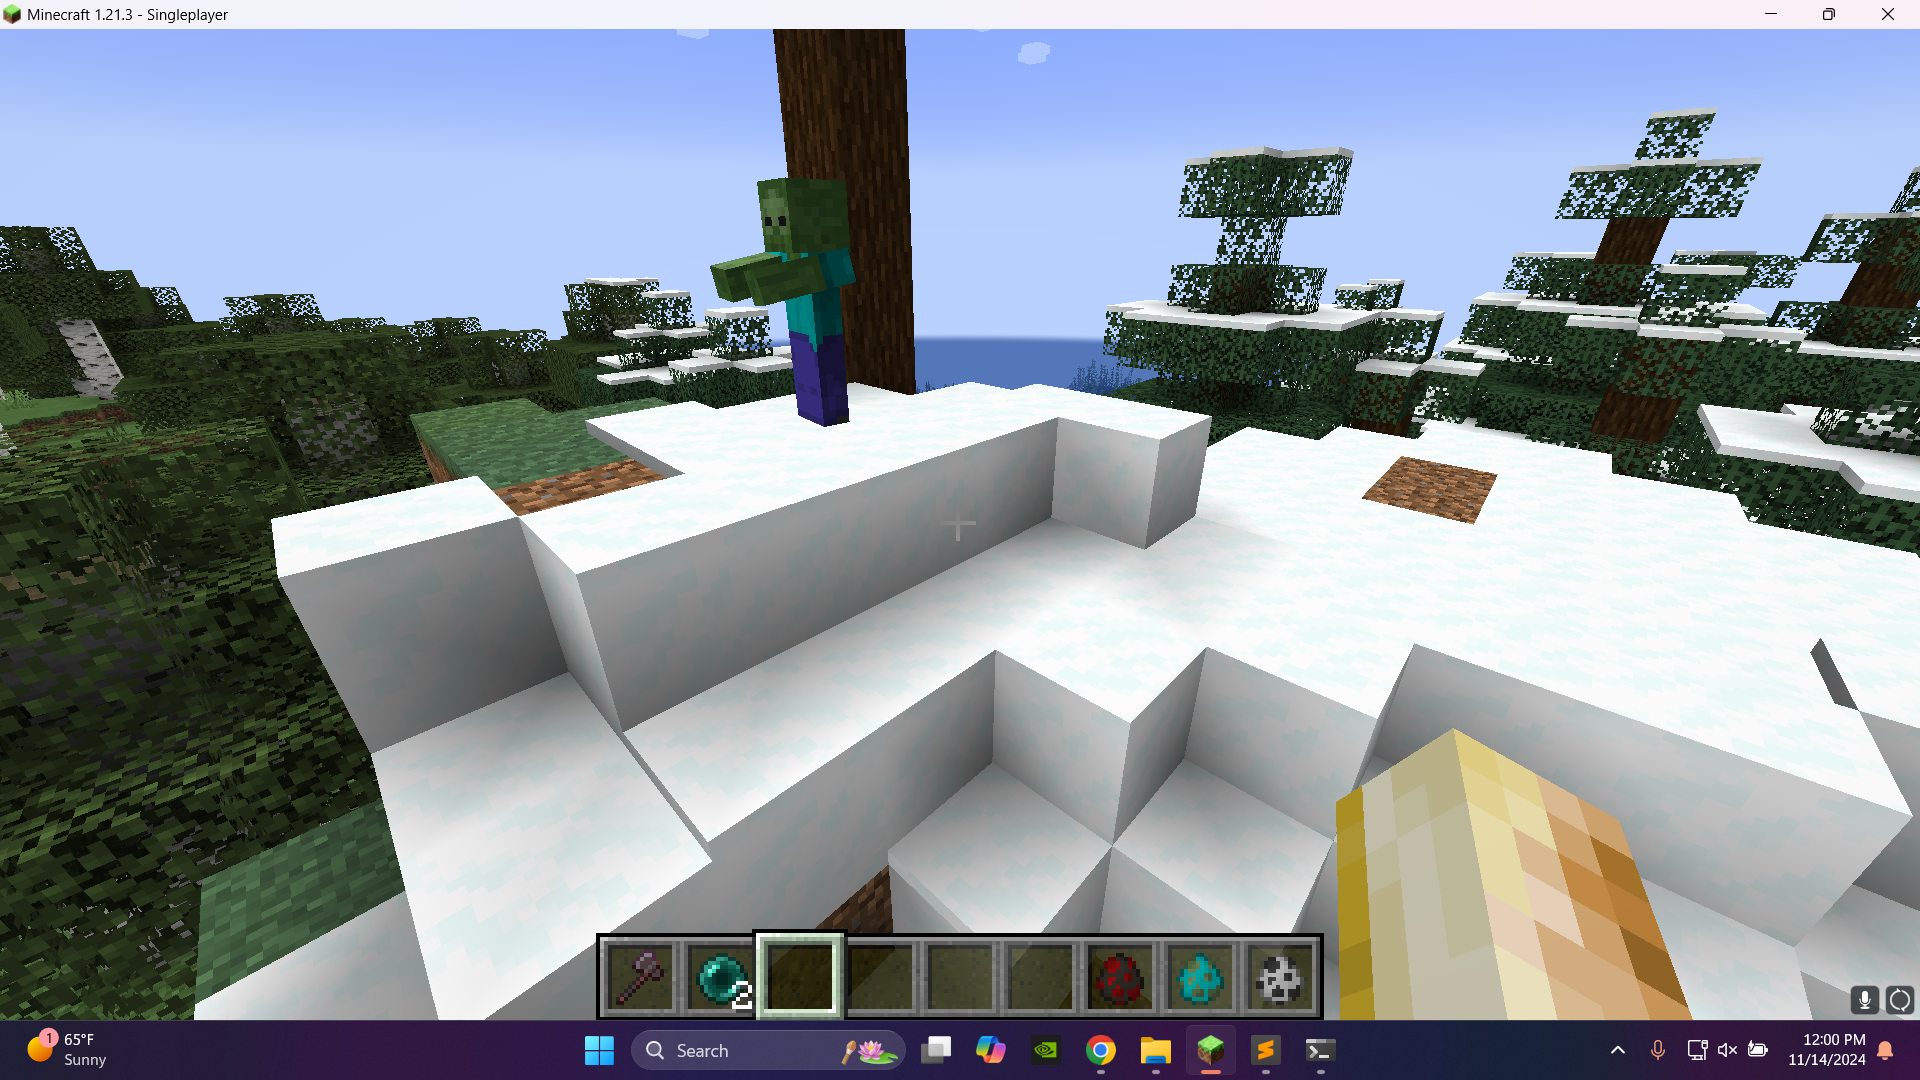 Minecraft 1.21.3 - Singleplayer
2
1
65°F
Sunny
Search
12:00 PM
11/14/2024